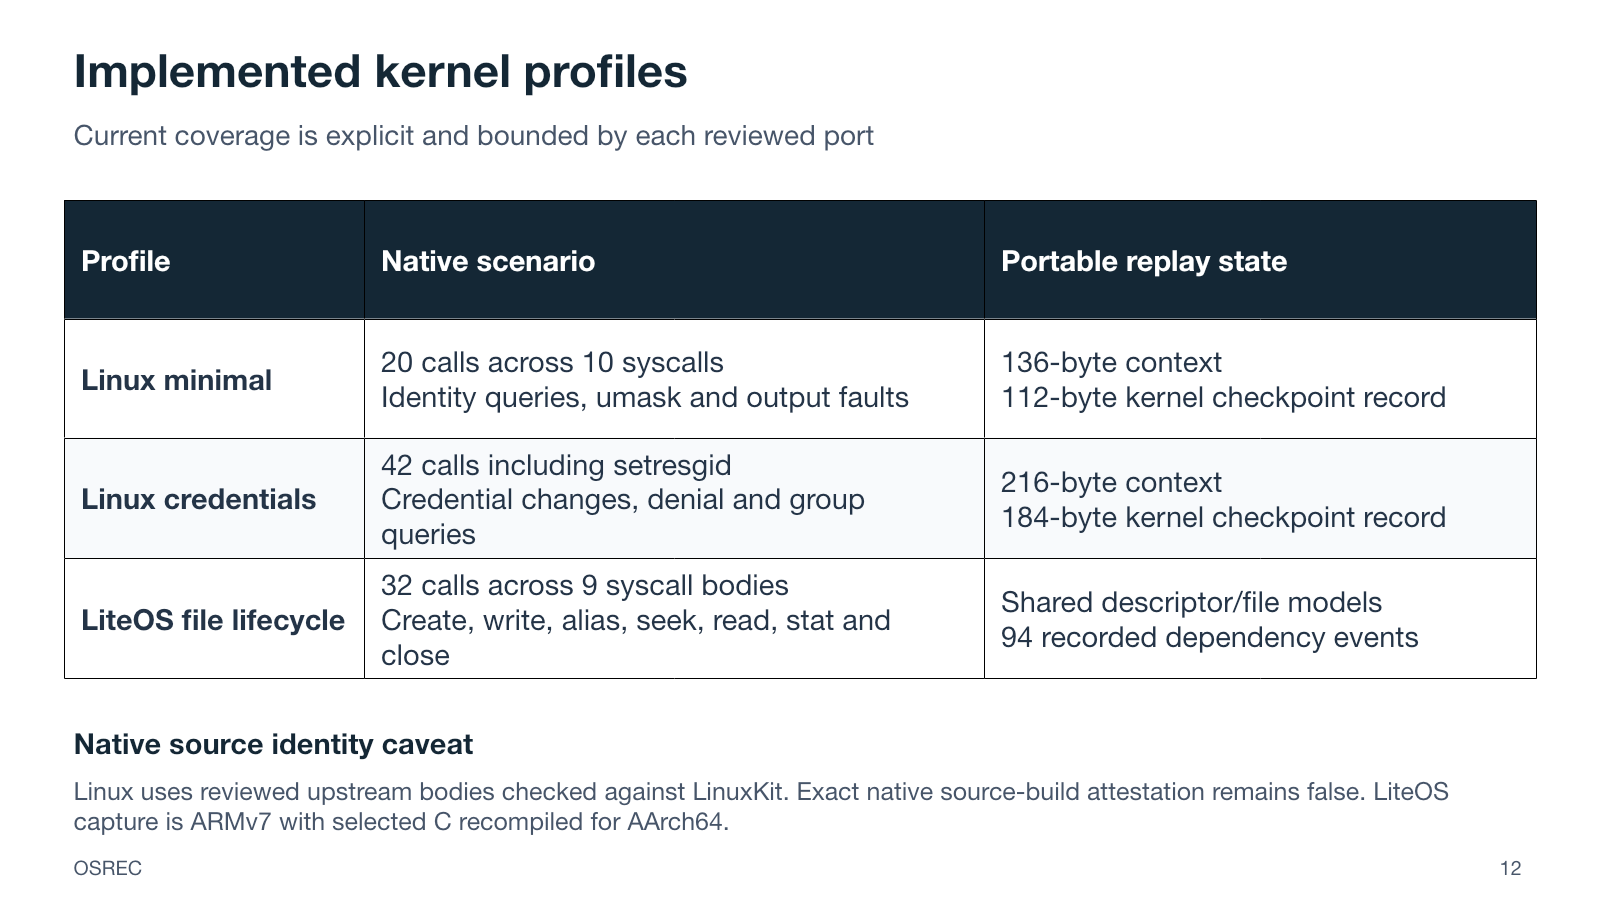 Implemented kernel profiles
Current coverage is explicit and bounded by each reviewed port
Profile
Native scenario
Portable replay state
Linux minimal
20 calls across 10 syscalls
Identity queries, umask and output faults
136-byte context
112-byte kernel checkpoint record
Linux credentials
42 calls including setresgid
Credential changes, denial and group
queries
216-byte context
184-byte kernel checkpoint record
LiteOS file lifecycle
32 calls across 9 syscall bodies
Create, write, alias, seek, read, stat and
close
Shared descriptor/file models
94 recorded dependency events
Native source identity caveat
Linux uses reviewed upstream bodies checked against LinuxKit. Exact native source-build attestation remains false. LiteOS
capture is ARMv7 with selected C recompiled for AArch64.
OSREC
12